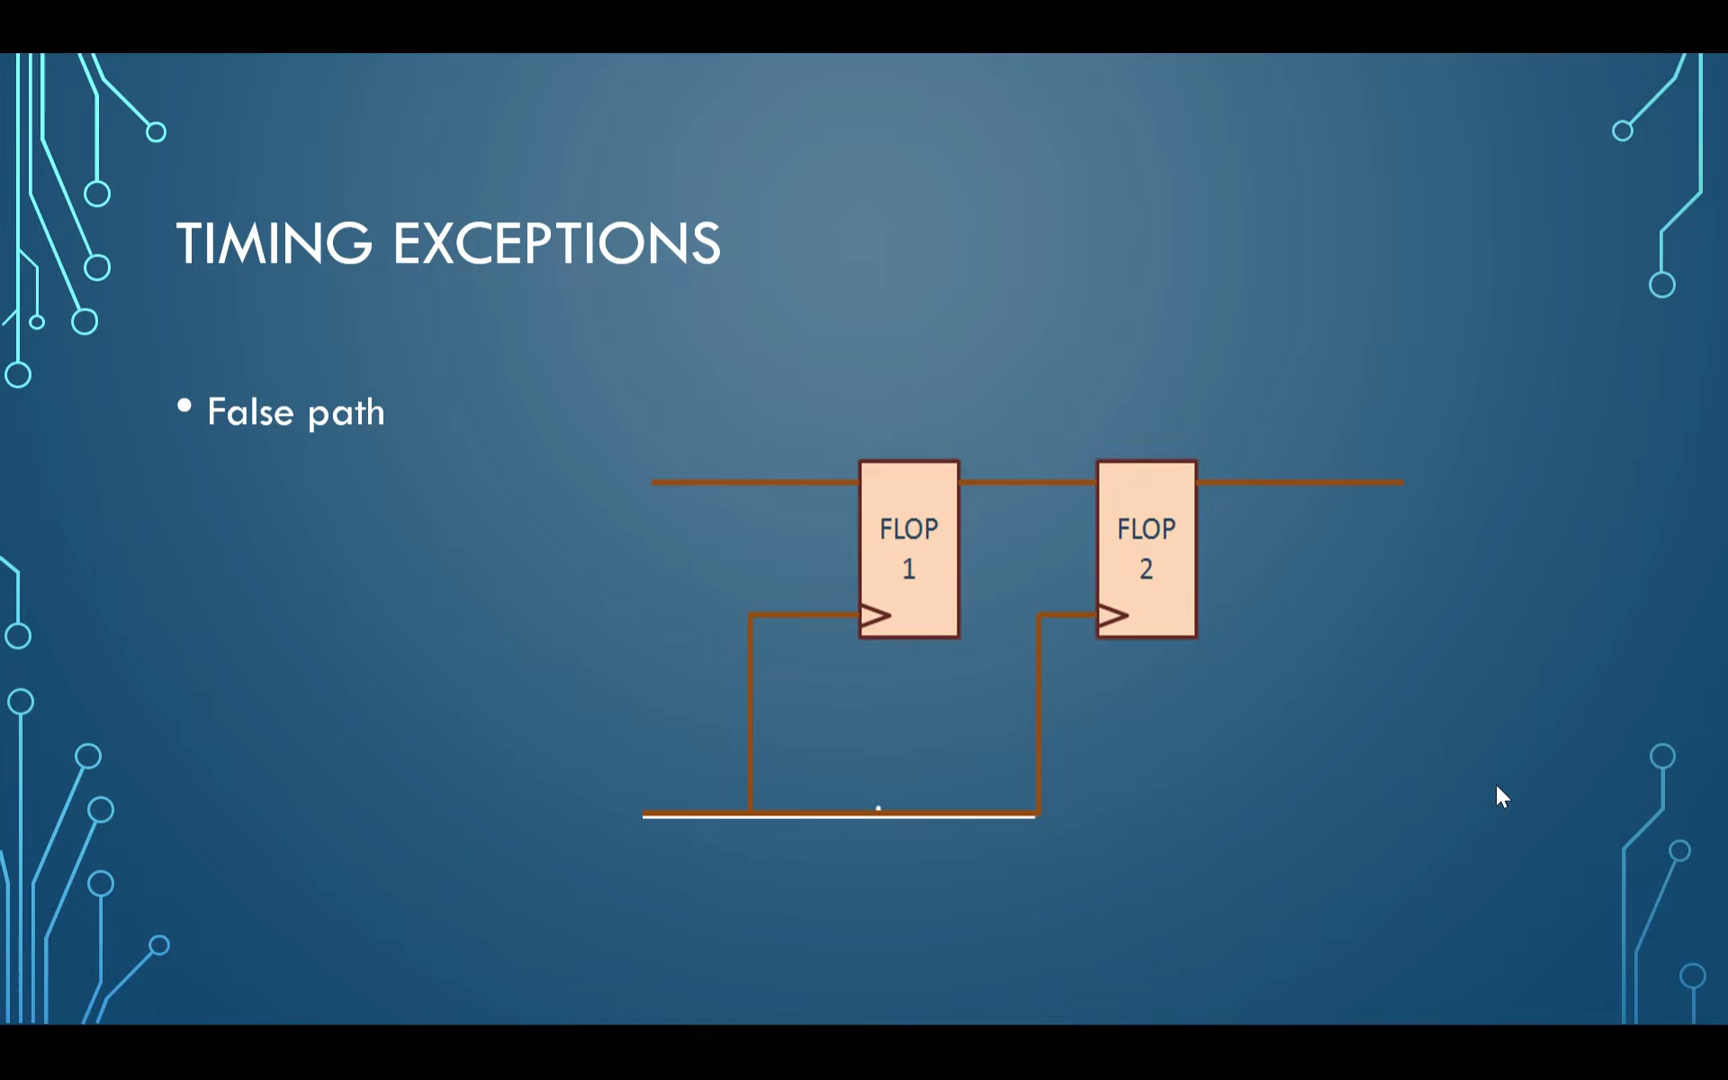 TIMING EXCEPTIONS
• False path
FLOP
1
FLOP
2